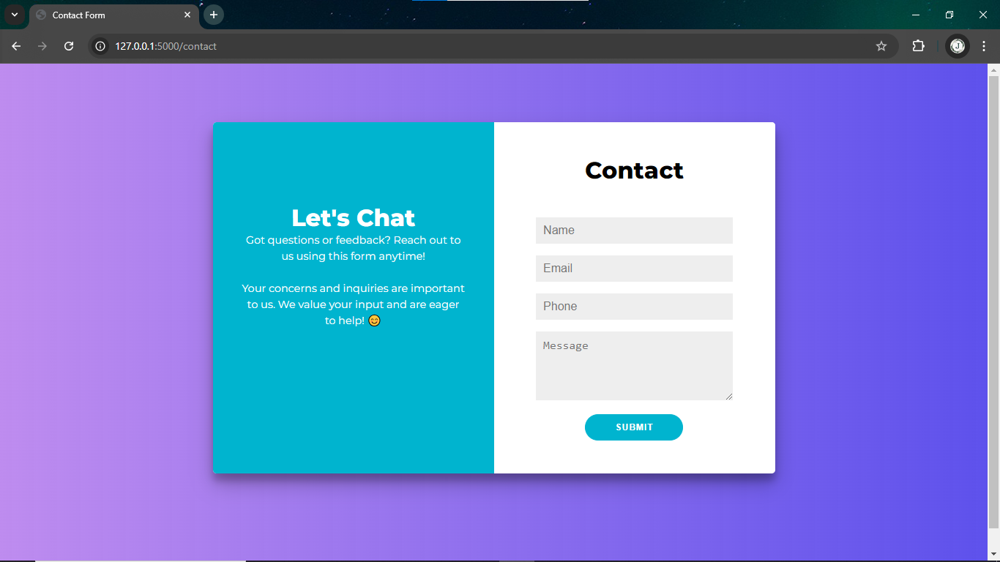 Contact Form
127.0.0.1:5000/contact
J
Let's Chat
Got questions or feedback? Reach out to
us using this form anytime!
Your concerns and inquiries are important
to us. We value your input and are eager
to help! 😊
Contact
Name
Email
Phone
Message
SUBMIT